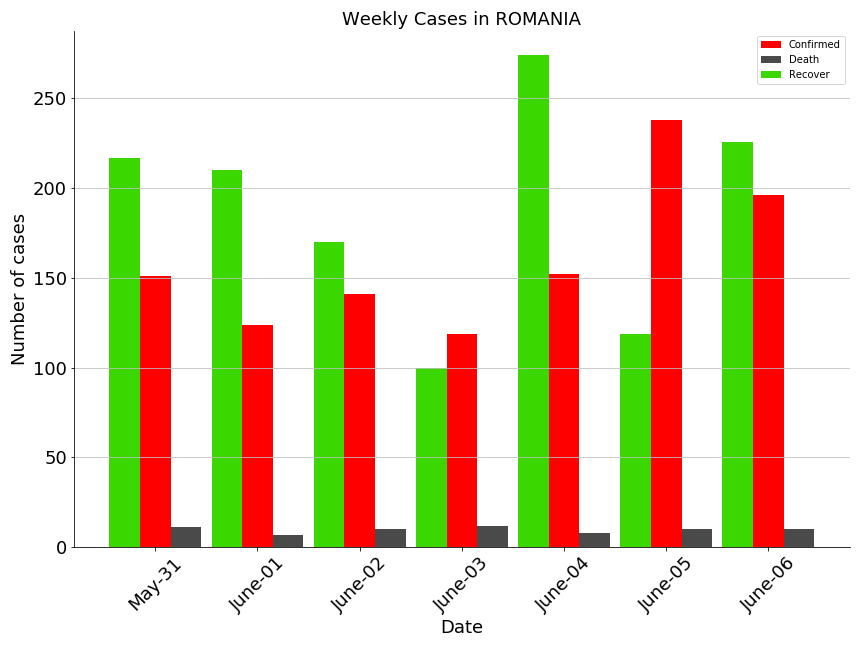 Weekly Cases in ROMANIA
Confirmed
Death
Recover
Number of cases
250
200
150
100
50
0
May-31
June-01
June-02
June-03
June-04
June-05
June-06
Date